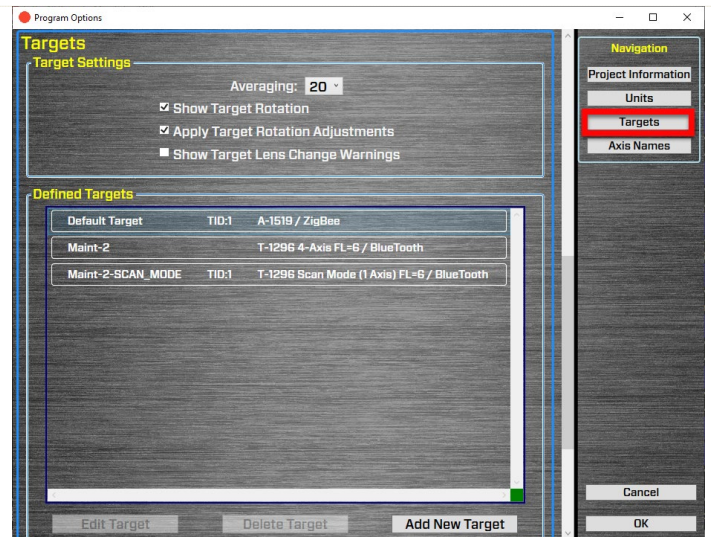 Program Options
Targets
Target Settings
Averaging: 20
Show Target Rotation
Apply Target Rotation Adjustments
Show Target Lens Change Warnings
Defined Targets
Default Target TID:1 A-1519 / ZigBee
Maint-2 T-1296 4-Axis FL=6 / BlueTooth
Maint-2-SCAN_MODE TID:1 T-1296 Scan Mode (1 Axis) FL=6 / BlueTooth
Edit Target Delete Target Add New Target
Navigation
Project Information
Units
Targets
Axis Names
Cancel
OK